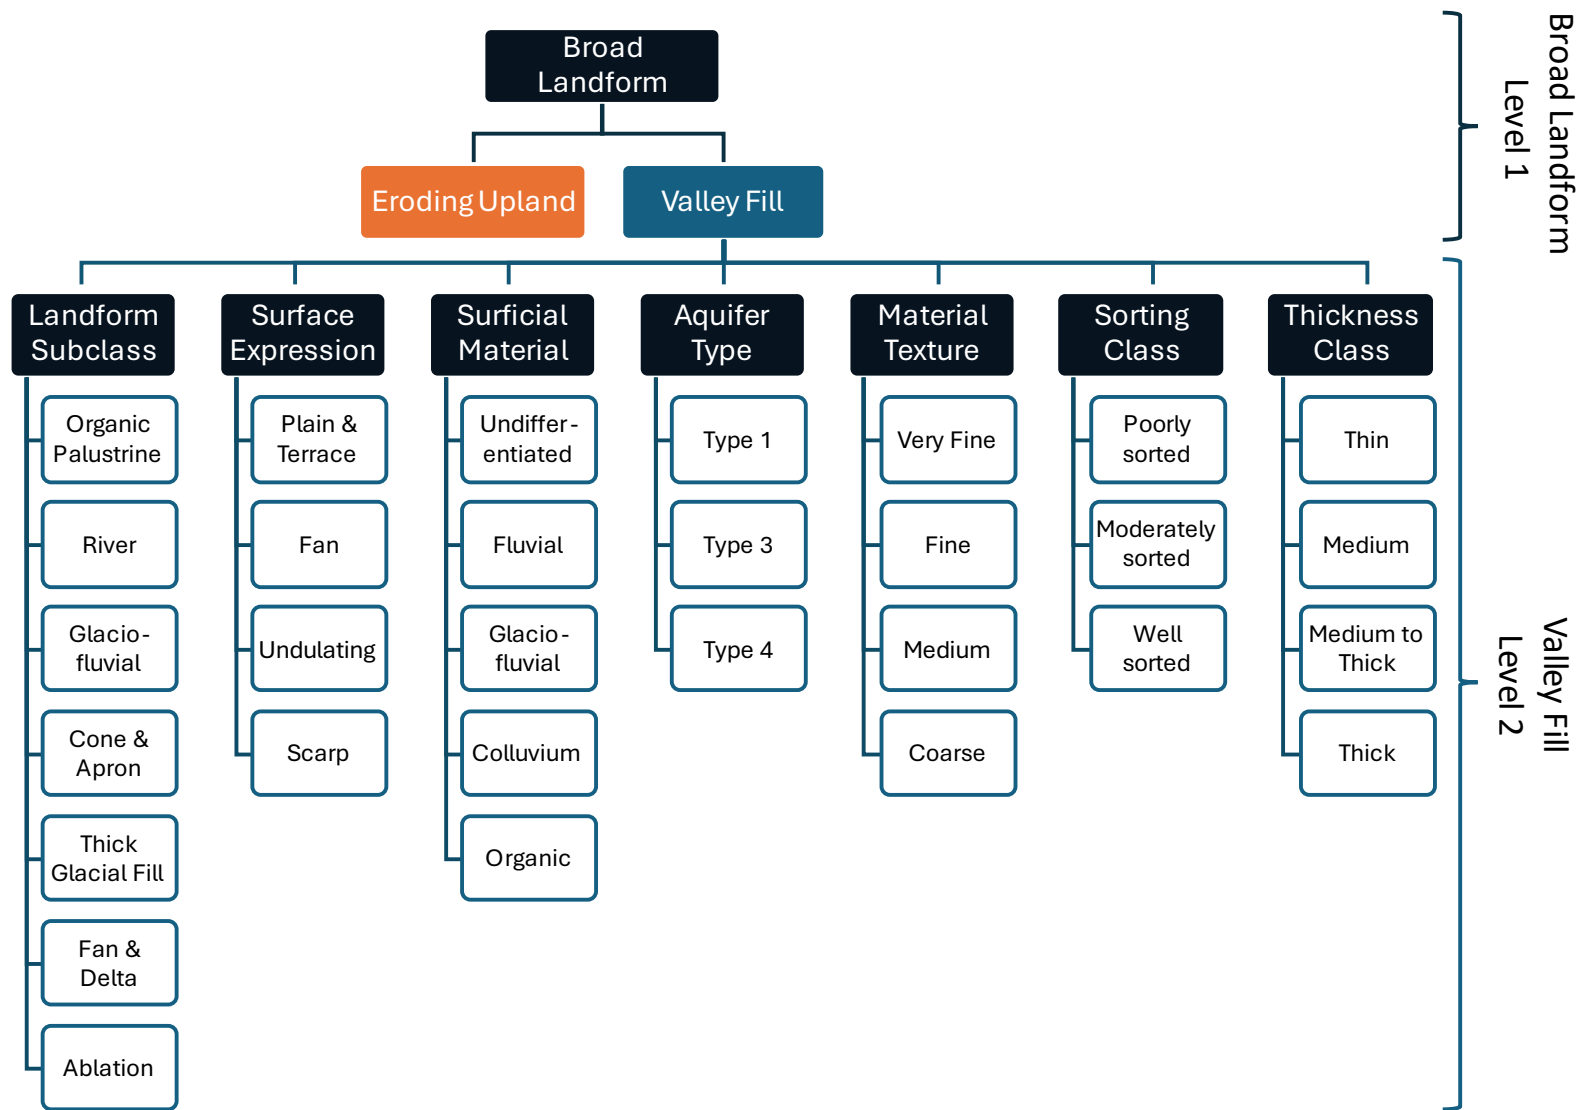 Broad
Landform
Eroding Upland
Valley Fill
Broad Landform
Level 1
Landform
Subclass
Organic
Palustrine
River
Glacio-
fluvial
Cone &
Apron
Thick
Glacial Fill
Fan &
Delta
Ablation
Surface
Expression
Plain &
Terrace
Fan
Undulating
Scarp
Surficial
Material
Undiffer-
entiated
Fluvial
Glacio-
fluvial
Colluvium
Organic
Aquifer
Type
Type 1
Type 3
Type 4
Material
Texture
Very Fine
Fine
Medium
Coarse
Sorting
Class
Poorly
sorted
Moderately
sorted
Well
sorted
Thickness
Class
Thin
Medium
Medium to
Thick
Thick
Valley Fill
Level 2